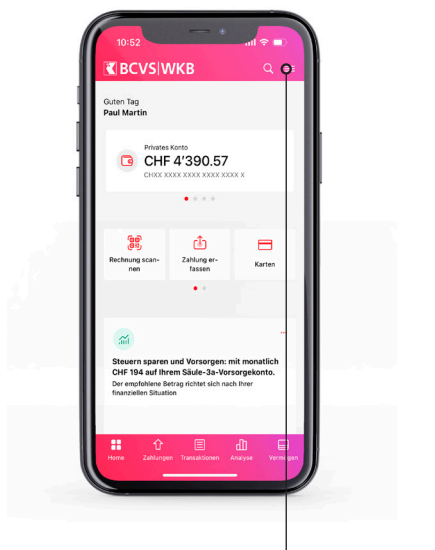 10:52
BCVS WKB
Guten Tag
Paul Martin
Privates Konto
CHF 4'390.57
CHXX XXXX XXXX XXXX XXXX X
Rechnung scan-
nen
Zahlung er-
fassen
Karten
Steuern sparen und Vorsorgen: mit monatlich
CHF 194 auf Ihrem Säule-3a-Vorsorgekonto.
Der empfohlene Betrag richtet sich nach Ihrer
finanziellen Situation
Home Zahlungen Transaktionen Analyse Vermögen